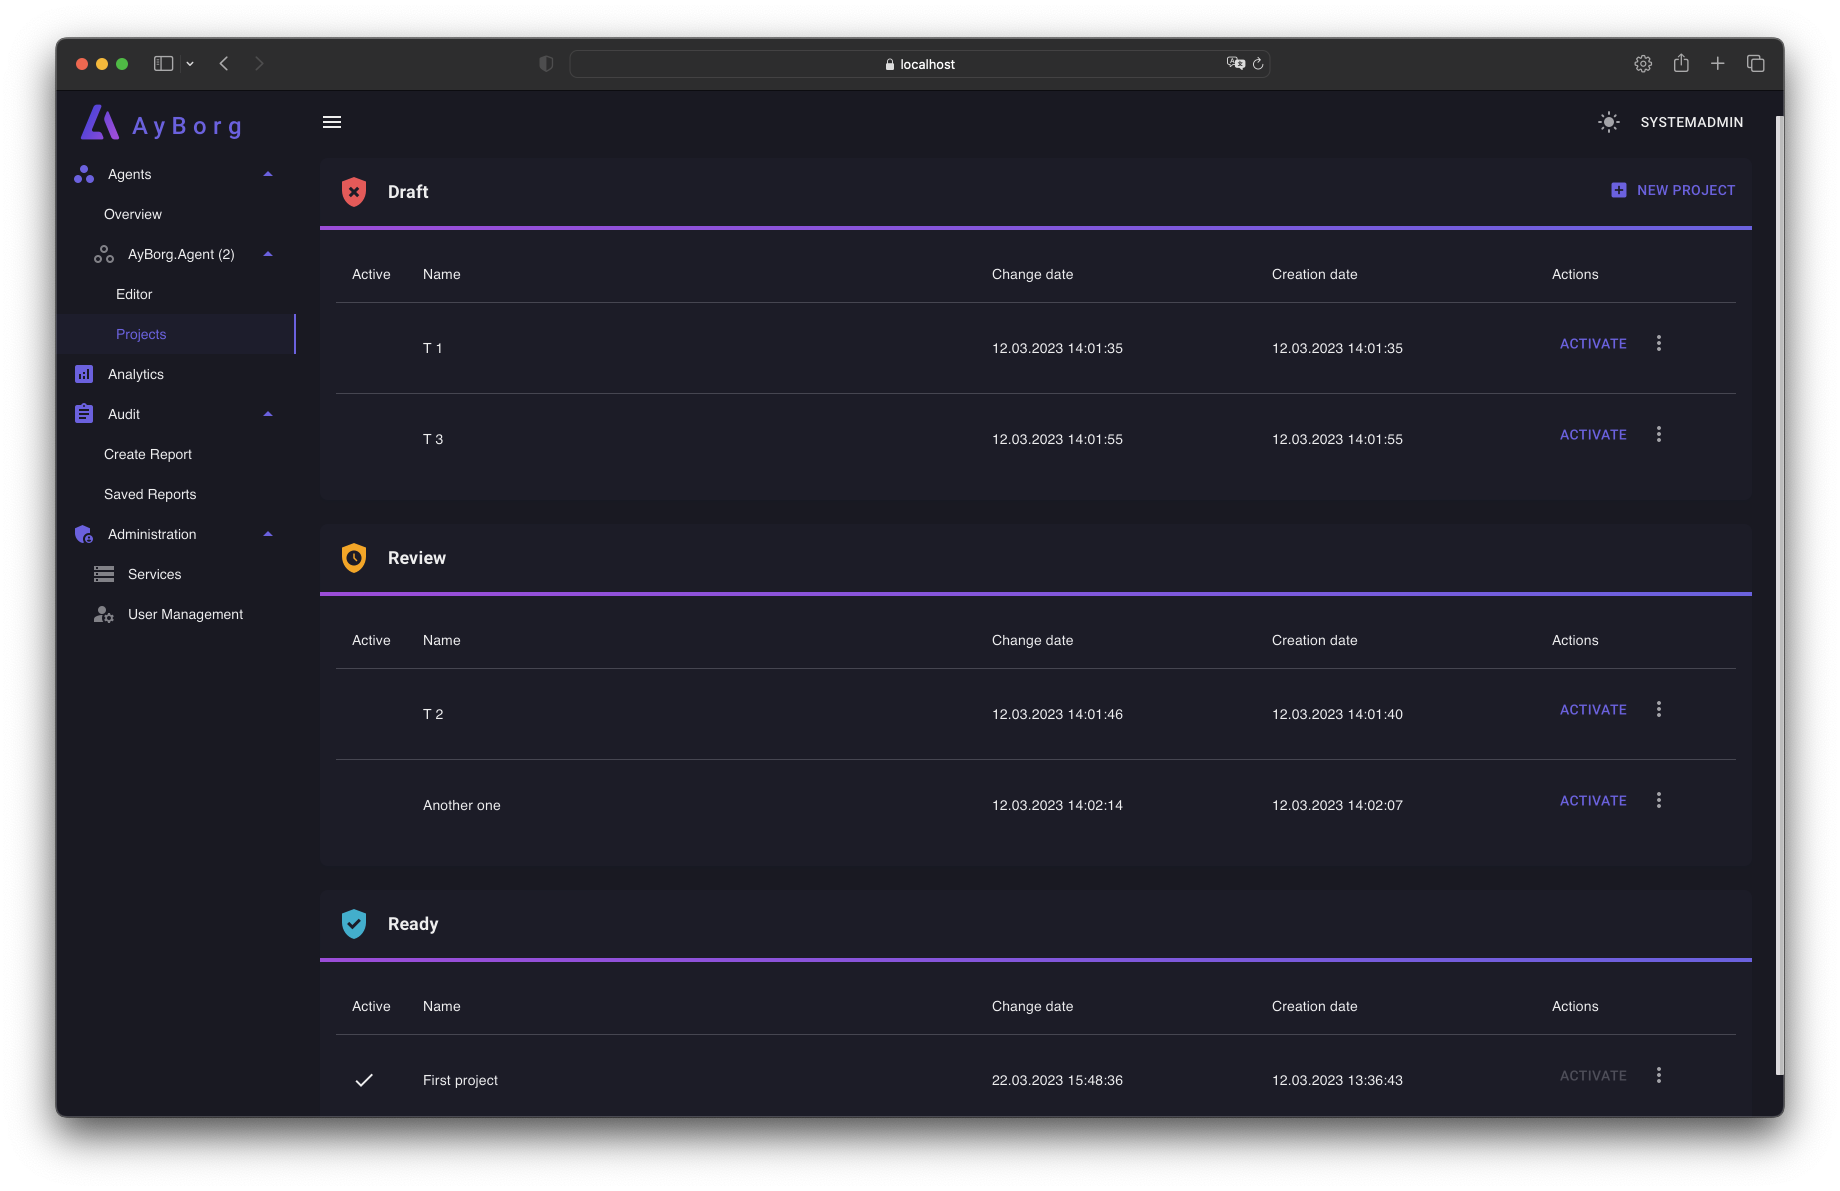 localhost
AyBorg
SYSTEMADMIN
Agents
Overview
AyBorg.Agent (2)
Editor
Projects
Analytics
Audit
Create Report
Saved Reports
Administration
Services
User Management
Draft
NEW PROJECT
Active Name Change date Creation date Actions
T 1 12.03.2023 14:01:35 12.03.2023 14:01:35 ACTIVATE
T 3 12.03.2023 14:01:55 12.03.2023 14:01:55 ACTIVATE
Review
Active Name Change date Creation date Actions
T 2 12.03.2023 14:01:46 12.03.2023 14:01:40 ACTIVATE
Another one 12.03.2023 14:02:14 12.03.2023 14:02:07 ACTIVATE
Ready
Active Name Change date Creation date Actions
First project 22.03.2023 15:48:36 12.03.2023 13:36:43 ACTIVATE